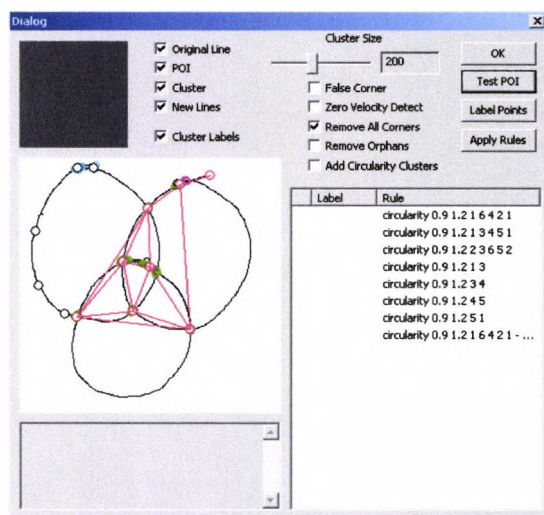 Dialog
Original Line
POI
Cluster
New Lines
Cluster Labels
Cluster Size
200
False Corner
Zero Velocity Detect
Remove All Corners
Remove Orphans
Add Circularity Clusters
OK
Test POI
Label Points
Apply Rules
Label Rule
circularity 0.9 1.2 1 6 4 2 1
circularity 0.9 1.2 1 3 4 5 1
circularity 0.9 1.2 2 3 6 5 2
circularity 0.9 1.2 1 3
circularity 0.9 1.2 3 4
circularity 0.9 1.2 4 5
circularity 0.9 1.2 5 1
circularity 0.9 1.2 1 6 4 2 1 - ...